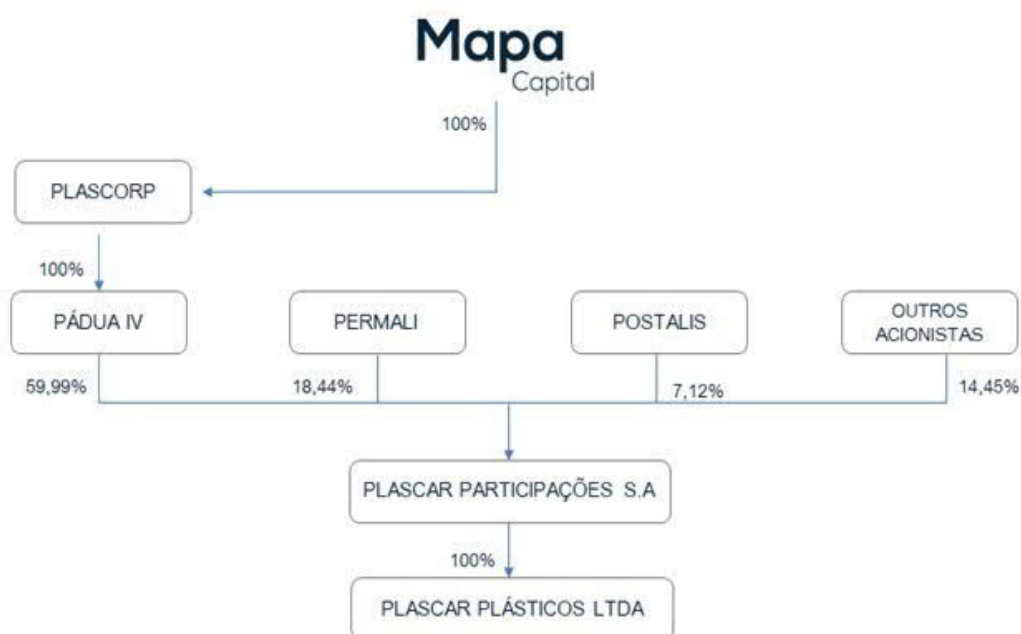 Mapa
Capital
100%
PLASCORP
100%
PÁDUA IV
PERMALI
POSTALIS
OUTROS
ACIONISTAS
59,99%
18,44%
7,12%
14,45%
PLASCAR PARTICIPAÇÕES S.A
100%
PLASCAR PLÁSTICOS LTDA